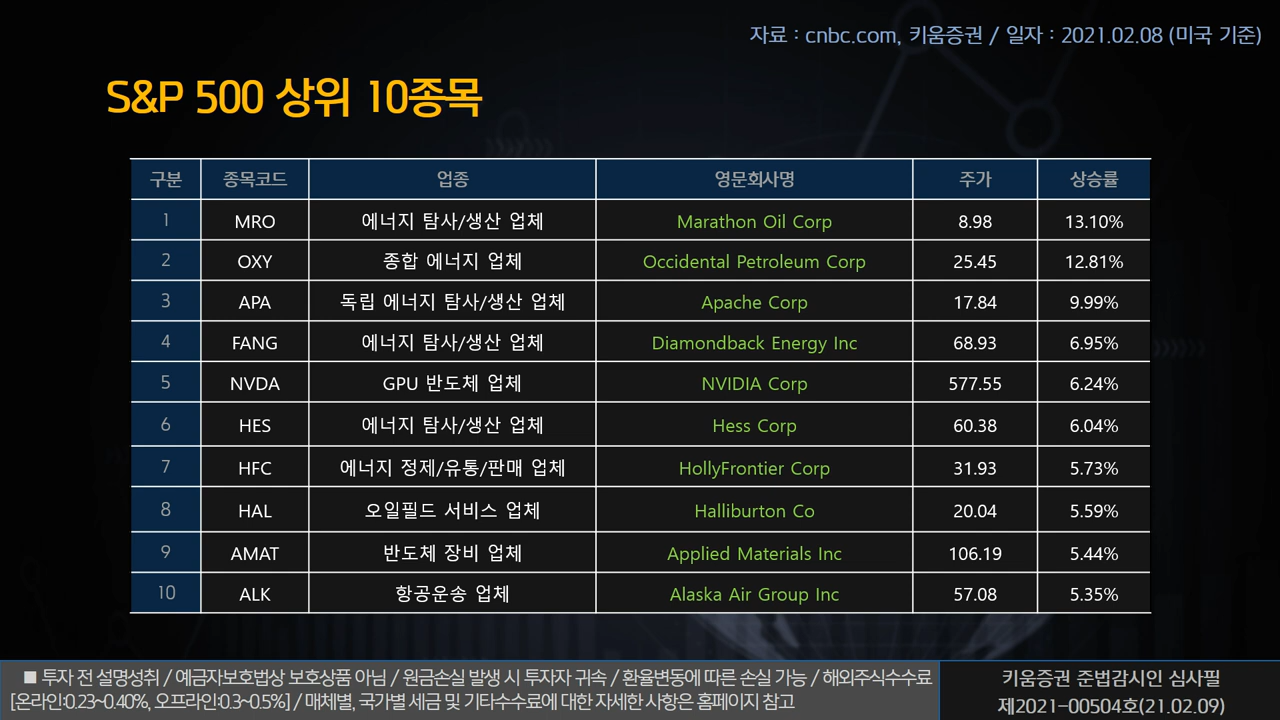 자료 : cnbc.com, 키움증권 / 일자 : 2021.02.08 (미국 기준)
S&P 500 상위 10종목
구분 종목코드 업종 영문회사명 주가 상승률
1 MRO 에너지 탐사/생산 업체 Marathon Oil Corp 8.98 13.10%
2 OXY 종합 에너지 업체 Occidental Petroleum Corp 25.45 12.81%
3 APA 독립 에너지 탐사/생산 업체 Apache Corp 17.84 9.99%
4 FANG 에너지 탐사/생산 업체 Diamondback Energy Inc 68.93 6.95%
5 NVDA GPU 반도체 업체 NVIDIA Corp 577.55 6.24%
6 HES 에너지 탐사/생산 업체 Hess Corp 60.38 6.04%
7 HFC 에너지 정제/유통/판매 업체 HollyFrontier Corp 31.93 5.73%
8 HAL 오일필드 서비스 업체 Halliburton Co 20.04 5.59%
9 AMAT 반도체 장비 업체 Applied Materials Inc 106.19 5.44%
10 ALK 항공운송 업체 Alaska Air Group Inc 57.08 5.35%
■ 투자 전 설명성취 / 예금자보호법상 보호상품 아님 / 원금손실 발생 시 투자자 귀속 / 환율변동에 따른 손실 가능 / 해외주식수수료
[온라인:0.23~0.40%, 오프라인:0.3~0.5%] / 매체별, 국가별 세금 및 기타수수료에 대한 자세한 사항은 홈페이지 참고
키움증권 준법감시인 심사필
제2021-00504호(21.02.09)